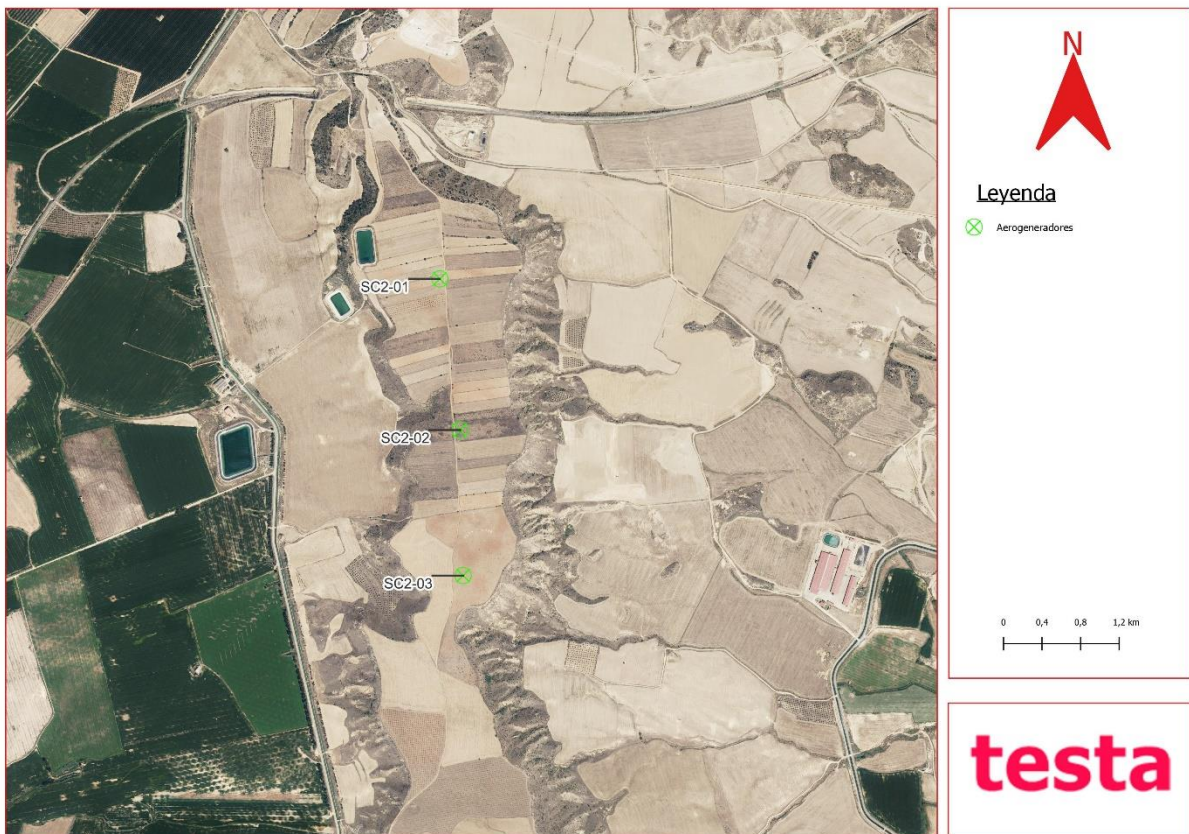 N
Leyenda
Aerogeneradores
SC2-01
SC2-02
SC2-03
0 0,4 0,8 1,2 km
testa